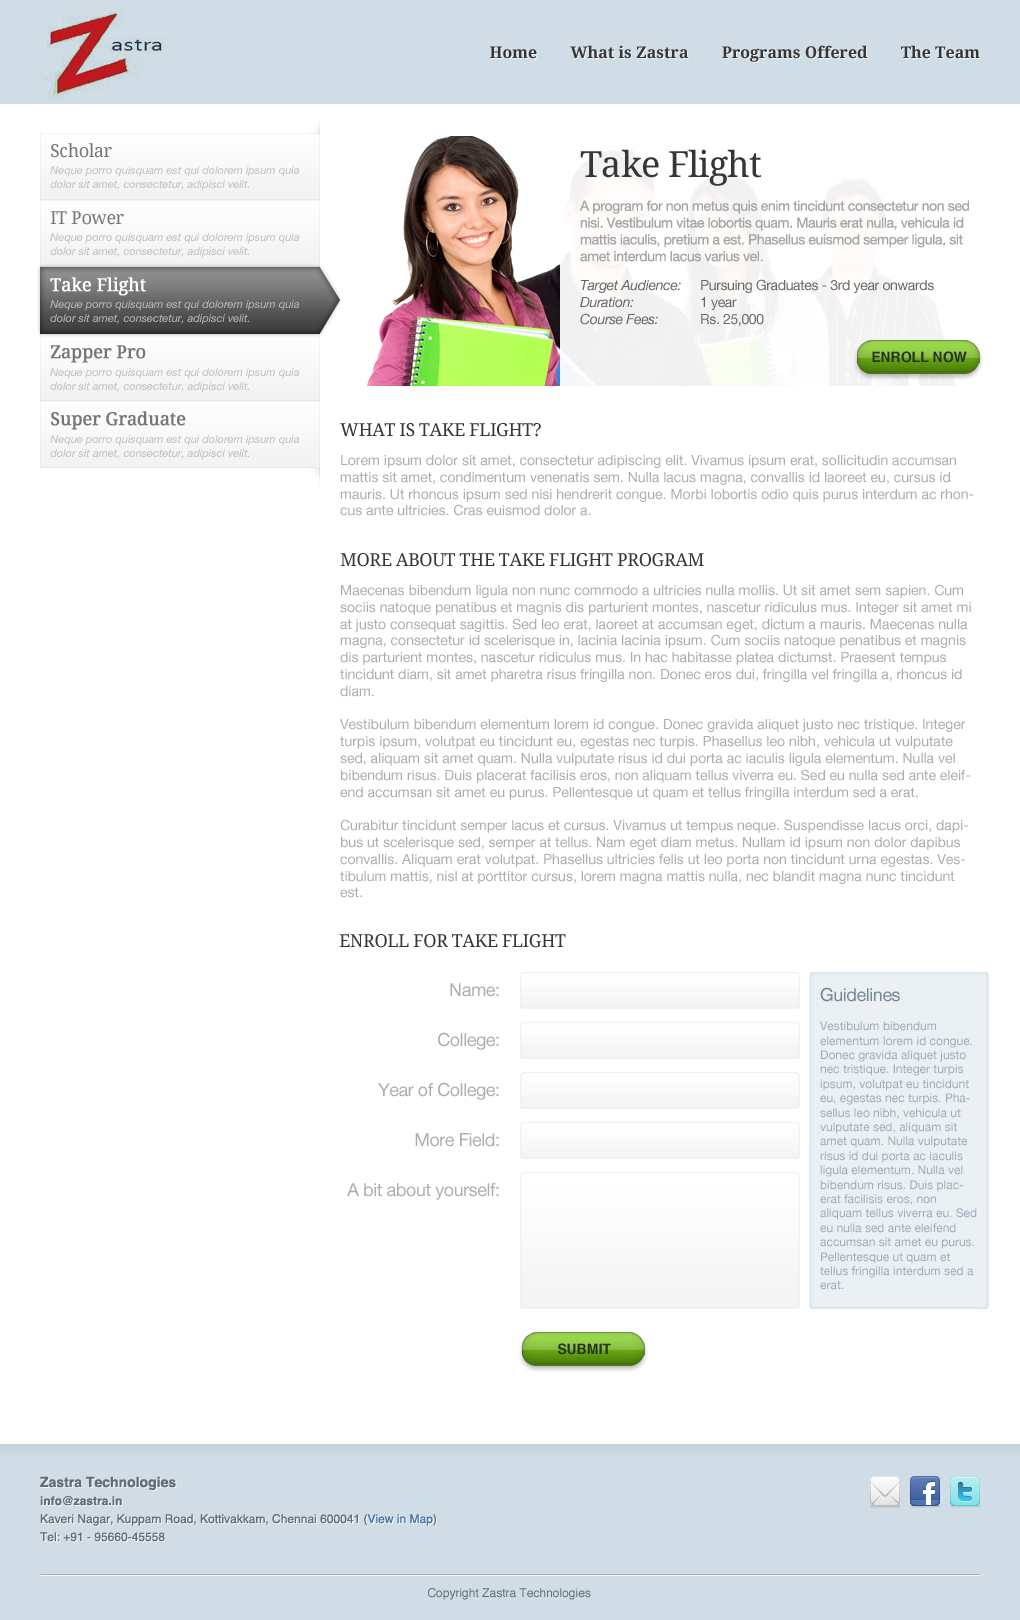 Zastra
Home What is Zastra Programs Offered The Team
Scholar
Neque porro quisquam est qui dolorem ipsum quia
dolor sit amet, consectetur, adipisci velit.
IT Power
Neque porro quisquam est qui dolorem ipsum quia
dolor sit amet, consectetur, adipisci velit.
Take Flight
Neque porro quisquam est qui dolorem ipsum quia
dolor sit amet, consectetur, adipisci velit.
Zapper Pro
Neque porro quisquam est qui dolorem ipsum quia
dolor sit amet, consectetur, adipisci velit.
Super Graduate
Neque porro quisquam est qui dolorem ipsum quia
dolor sit amet, consectetur, adipisci velit.
Take Flight
A program for non metus quis enim tincidunt consectetur non sed
nisi. Vestibulum vitae lobortis quam. Mauris erat nulla, vehicula id
mattis iaculis, pretium a est. Phasellus euismod semper ligula, sit
amet interdum lacus varius vel.
Target Audience: Pursuing Graduates - 3rd year onwards
Duration: 1 year
Course Fees: Rs. 25,000
ENROLL NOW
WHAT IS TAKE FLIGHT?
Lorem ipsum dolor sit amet, consectetur adipiscing elit. Vivamus ipsum erat, sollicitudin accumsan
mattis sit amet, condimentum venenatis sem. Nulla lacus magna, convallis id laoreet eu, cursus id
mauris. Ut rhoncus ipsum sed nisi hendrerit congue. Morbi lobortis odio quis purus interdum ac rhon-
cus ante ultricies. Cras euismod dolor a.
MORE ABOUT THE TAKE FLIGHT PROGRAM
Maecenas bibendum ligula non nunc commodo a ultricies nulla mollis. Ut sit amet sem sapien. Cum
sociis natoque penatibus et magnis dis parturient montes, nascetur ridiculus mus. Integer sit amet mi
at justo consequat sagittis. Sed leo erat, laoreet at accumsan eget, dictum a mauris. Maecenas nulla
magna, consectetur id scelerisque in, lacinia lacinia ipsum. Cum sociis natoque penatibus et magnis
dis parturient montes, nascetur ridiculus mus. In hac habitasse platea dictumst. Praesent tempus
tincidunt diam, sit amet pharetra risus fringilla non. Donec eros dui, fringilla vel fringilla a, rhoncus id
diam.
Vestibulum bibendum elementum lorem id congue. Donec gravida aliquet justo nec tristique. Integer
turpis ipsum, volutpat eu tincidunt eu, egestas nec turpis. Phasellus leo nibh, vehicula ut vulputate
sed, aliquam sit amet quam. Nulla vulputate risus id dui porta ac iaculis ligula elementum. Nulla vel
bibendum risus. Duis placerat facilisis eros, non aliquam tellus viverra eu. Sed eu nulla sed ante eleif-
end accumsan sit amet eu purus. Pellentesque ut quam et tellus fringilla interdum sed a erat.
Curabitur tincidunt semper lacus et cursus. Vivamus ut tempus neque. Suspendisse lacus orci, dapi-
bus ut scelerisque sed, semper at tellus. Nam eget diam metus. Nullam id ipsum non dolor dapibus
convallis. Aliquam erat volutpat. Phasellus ultricies felis ut leo porta non tincidunt urna egestas. Ves-
tibulum mattis, nisl at porttitor cursus, lorem magna mattis nulla, nec blandit magna nunc tincidunt
est.
ENROLL FOR TAKE FLIGHT
Name:
College:
Year of College:
More Field:
A bit about yourself:
Guidelines
Vestibulum bibendum
elementum lorem id congue.
Donec gravida aliquet justo
nec tristique. Integer turpis
ipsum, volutpat eu tincidunt
eu, egestas nec turpis. Pha-
sellus leo nibh, vehicula ut
vulputate sed, aliquam sit
amet quam. Nulla vulputate
risus id dui porta ac iaculis
ligula elementum. Nulla vel
bibendum risus. Duis plac-
erat facilisis eros, non
aliquam tellus viverra eu. Sed
eu nulla sed ante eleifend
accumsan sit amet eu purus.
Pellentesque ut quam et
tellus fringilla interdum sed a
erat.
SUBMIT
Zastra Technologies
info@zastra.in
Kaveri Nagar, Kuppam Road, Kottivakkam, Chennai 600041 (View in Map)
Tel: +91 - 95660-45558
Copyright Zastra Technologies